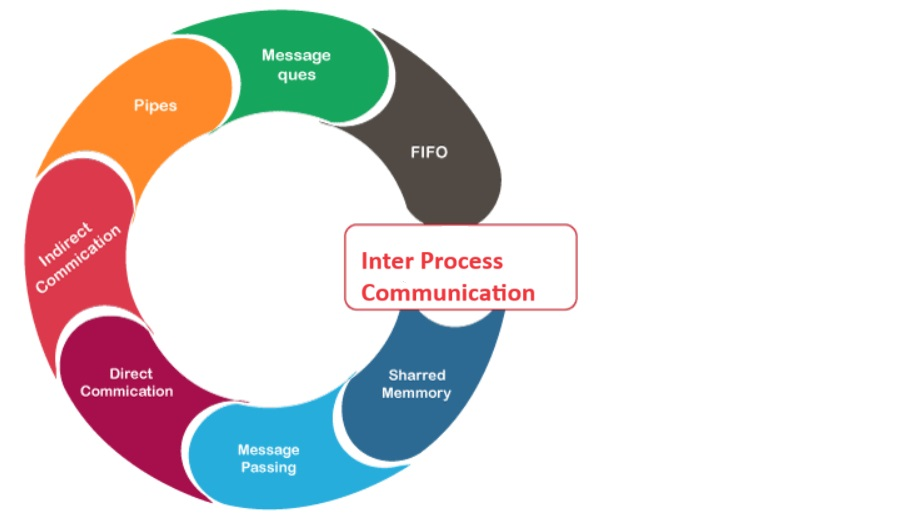 Message
ques
Pipes
FIFO
Indirect
Commication
Inter Process
Communication
Direct
Commication
Sharred
Memmory
Message
Passing